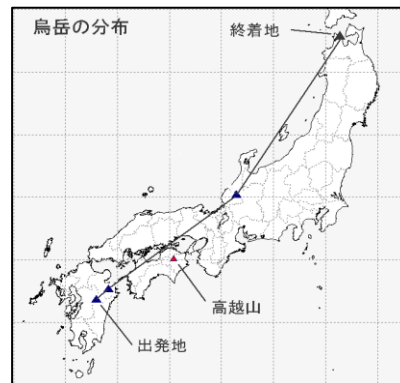 烏岳の分布
終着地
高越山
出発地